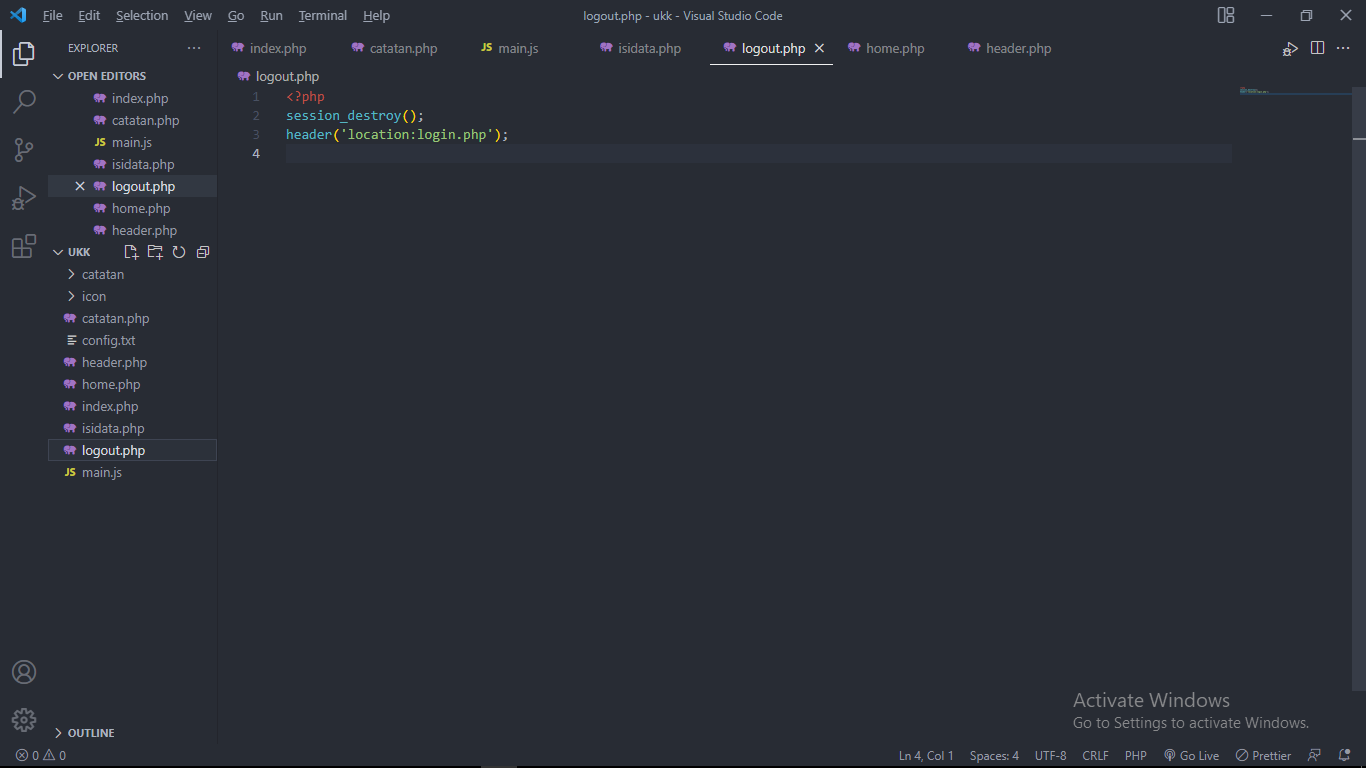 File Edit Selection View Go Run Terminal Help logout.php - ukk - Visual Studio Code
EXPLORER
index.php catatan.php JS main.js isidata.php logout.php home.php header.php
OPEN EDITORS
index.php
catatan.php
JS main.js
isidata.php
logout.php
home.php
header.php
UKK
catatan
icon
catatan.php
config.txt
header.php
home.php
index.php
isidata.php
logout.php
JS main.js
OUTLINE
logout.php
1 <?php
2 session_destroy();
3 header('location:login.php');
4
Activate Windows
Go to Settings to activate Windows.
0 0 Ln 4, Col 1 Spaces: 4 UTF-8 CRLF PHP Go Live Prettier